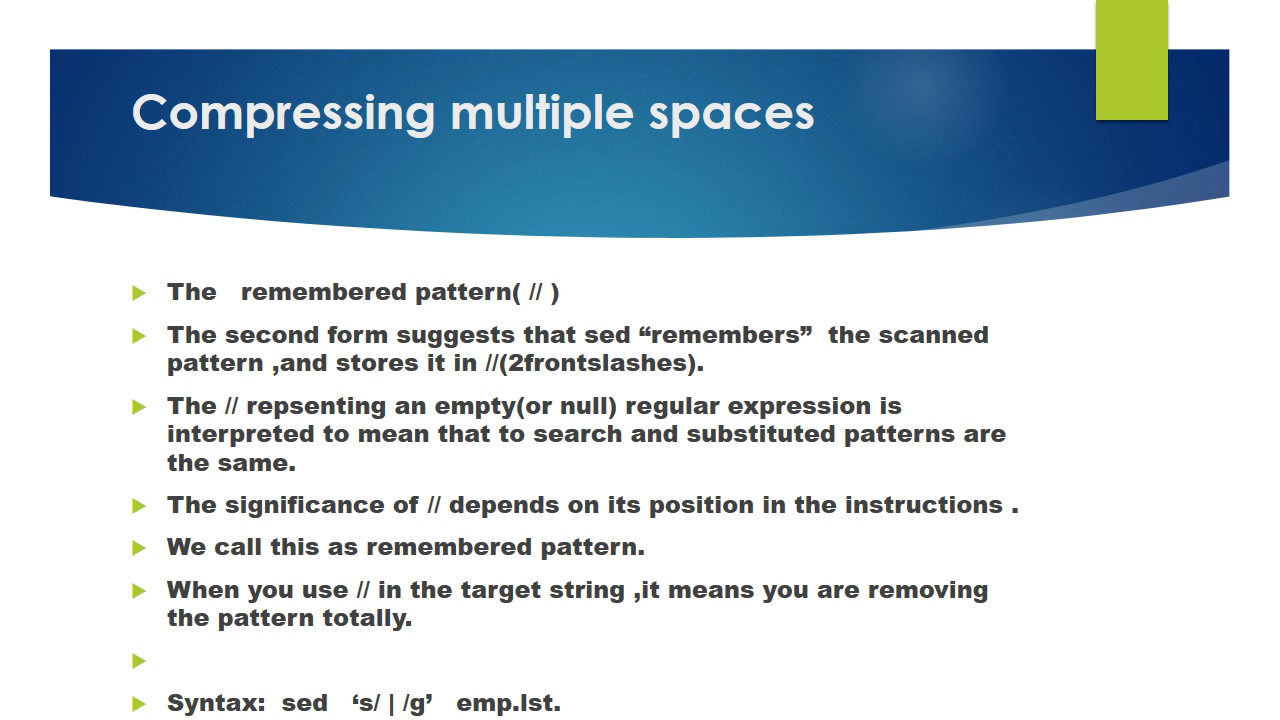 Compressing multiple spaces
The remembered pattern( // )
The second form suggests that sed “remembers” the scanned
pattern ,and stores it in //(2frontslashes).
The // repsenting an empty(or null) regular expression is
interpreted to mean that to search and substituted patterns are
the same.
The significance of // depends on its position in the instructions .
We call this as remembered pattern.
When you use // in the target string ,it means you are removing
the pattern totally.
Syntax: sed ‘s/ | /g’ emp.lst.